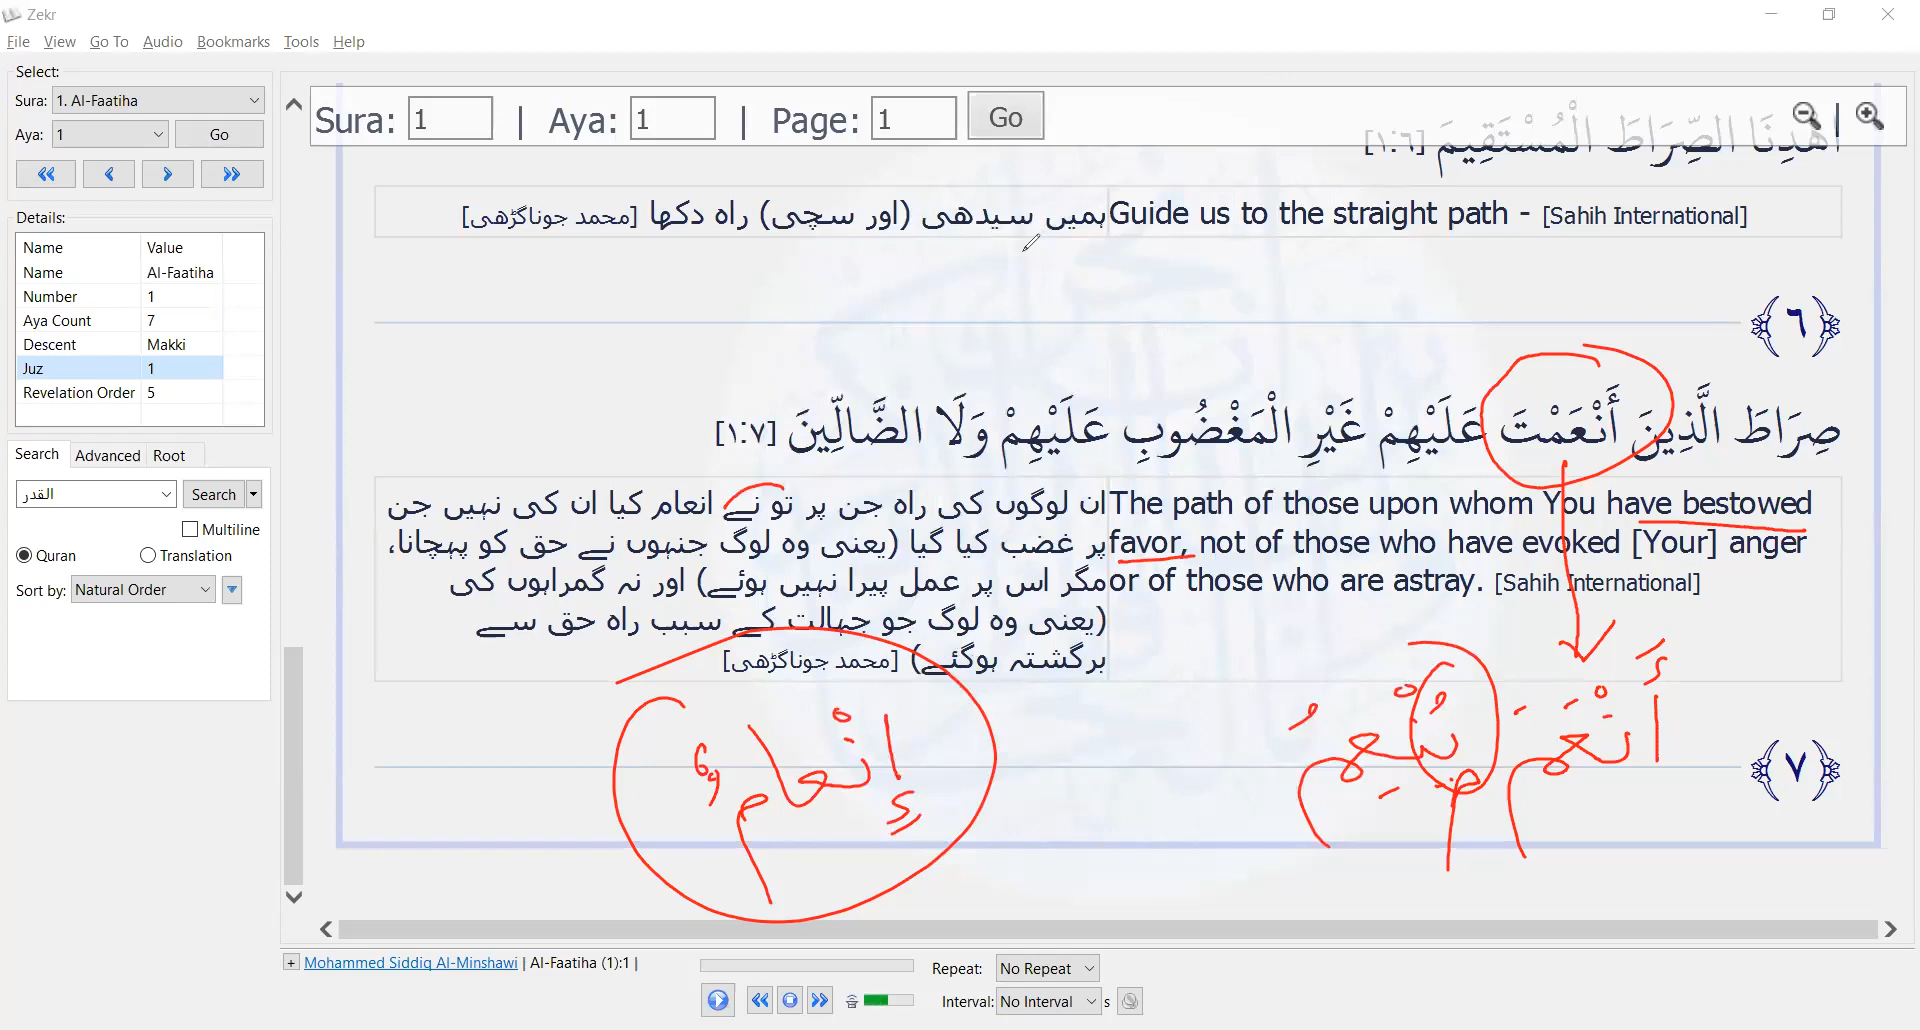 Zekr
File View Go To Audio Bookmarks Tools Help
Select:
Sura: 1. Al-Faatiha
Aya: 1 Go
Details:
Name Value
Name Al-Faatiha
Number 1
Aya Count 7
Descent Makki
Juz 1
Revelation Order 5
Search Advanced Root
القدر Search
Multiline
Quran Translation
Sort by: Natural Order
Sura: 1 | Aya: 1 | Page: 1 Go
اهْدِنَا الصِّرَاطَ الْمُسْتَقِيمَ [١:٦]
Guide us to the straight path - [Sahih International]
ہمیں سیدھی (اور سچی) راه دکھا [محمد جوناگڑھی]
﴿٦﴾
صِرَاطَ الَّذِينَ أَنْعَمْتَ عَلَيْهِمْ غَيْرِ الْمَغْضُوبِ عَلَيْهِمْ وَلَا الضَّالِّينَ [١:٧]
The path of those upon whom You have bestowed
favor, not of those who have evoked [Your] anger
or of those who are astray. [Sahih International]
ان لوگوں کی راه جن پر تو نے انعام کیا ان کی نہیں جن
پر غضب کیا گیا (یعنی وه لوگ جنہوں نے حق کو پہچانا،
مگر اس پر عمل پیرا نہیں ہوئے) اور نہ گمراہوں کی
(یعنی وه لوگ جو جہالت کے سبب راه حق سے
برگشتہ ہوگئے) [محمد جوناگڑھی]
أَنْعَمَ يُنْعِمُ
إِنْعَام
﴿٧﴾
+ Mohammed Siddiq Al-Minshawi | Al-Faatiha (1):1 |
Repeat: No Repeat
Interval: No Interval s